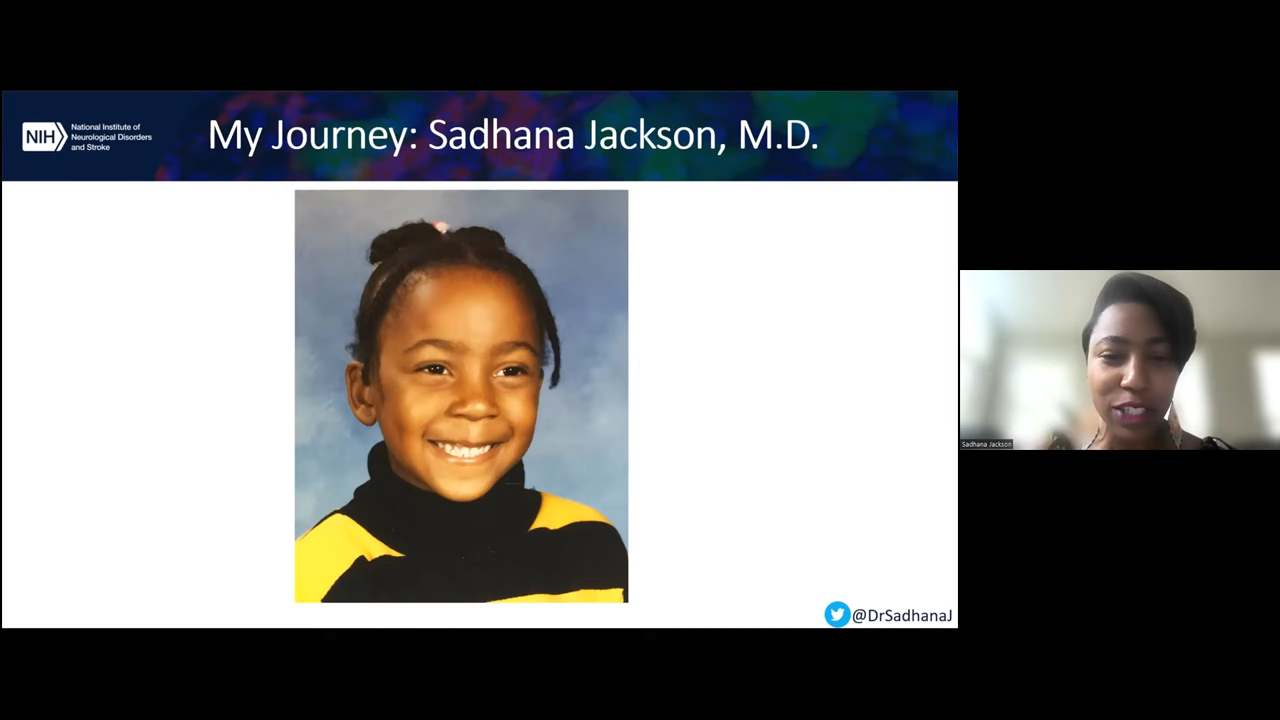 NIH
National Institute of
Neurological Disorders
and Stroke
My Journey: Sadhana Jackson, M.D.
Sadhana Jackson
@DrSadhanaJ